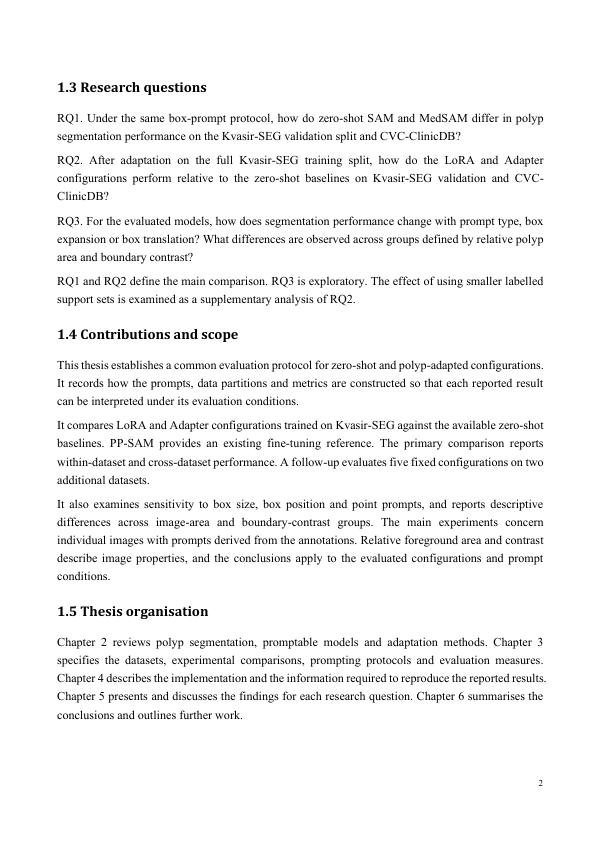 1.3 Research questions
RQ1. Under the same box-prompt protocol, how do zero-shot SAM and MedSAM differ in polyp
segmentation performance on the Kvasir-SEG validation split and CVC-ClinicDB?
RQ2. After adaptation on the full Kvasir-SEG training split, how do the LoRA and Adapter
configurations perform relative to the zero-shot baselines on Kvasir-SEG validation and CVC-
ClinicDB?
RQ3. For the evaluated models, how does segmentation performance change with prompt type, box
expansion or box translation? What differences are observed across groups defined by relative polyp
area and boundary contrast?
RQ1 and RQ2 define the main comparison. RQ3 is exploratory. The effect of using smaller labelled
support sets is examined as a supplementary analysis of RQ2.
1.4 Contributions and scope
This thesis establishes a common evaluation protocol for zero-shot and polyp-adapted configurations.
It records how the prompts, data partitions and metrics are constructed so that each reported result
can be interpreted under its evaluation conditions.
It compares LoRA and Adapter configurations trained on Kvasir-SEG against the available zero-shot
baselines. PP-SAM provides an existing fine-tuning reference. The primary comparison reports
within-dataset and cross-dataset performance. A follow-up evaluates five fixed configurations on two
additional datasets.
It also examines sensitivity to box size, box position and point prompts, and reports descriptive
differences across image-area and boundary-contrast groups. The main experiments concern
individual images with prompts derived from the annotations. Relative foreground area and contrast
describe image properties, and the conclusions apply to the evaluated configurations and prompt
conditions.
1.5 Thesis organisation
Chapter 2 reviews polyp segmentation, promptable models and adaptation methods. Chapter 3
specifies the datasets, experimental comparisons, prompting protocols and evaluation measures.
Chapter 4 describes the implementation and the information required to reproduce the reported results.
Chapter 5 presents and discusses the findings for each research question. Chapter 6 summarises the
conclusions and outlines further work.
2